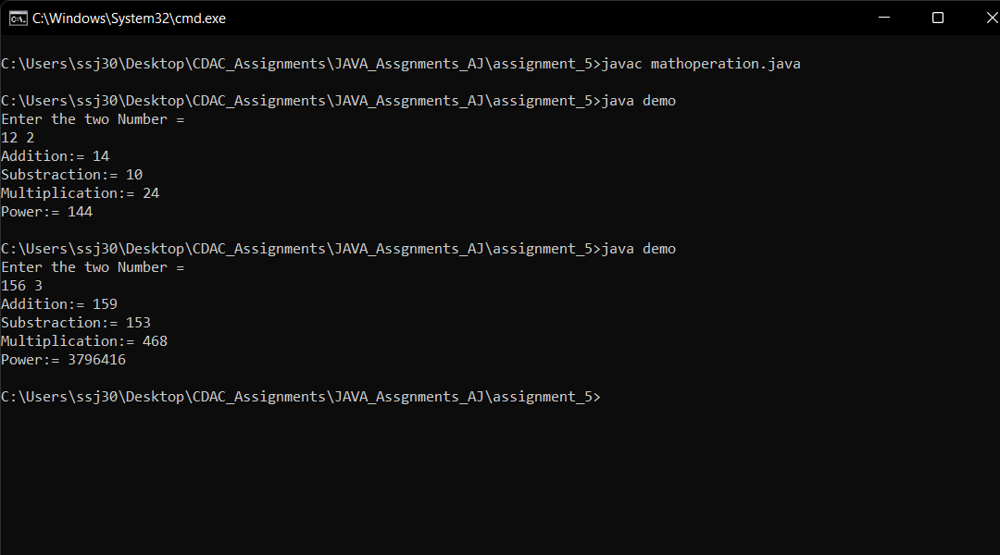 C:\Windows\System32\cmd.exe
C:\Users\ssj30\Desktop\CDAC_Assignments\JAVA_Assgnments_AJ\assignment_5>javac mathoperation.java
C:\Users\ssj30\Desktop\CDAC_Assignments\JAVA_Assgnments_AJ\assignment_5>java demo
Enter the two Number =
12 2
Addition:= 14
Substraction:= 10
Multiplication:= 24
Power:= 144
C:\Users\ssj30\Desktop\CDAC_Assignments\JAVA_Assgnments_AJ\assignment_5>java demo
Enter the two Number =
156 3
Addition:= 159
Substraction:= 153
Multiplication:= 468
Power:= 3796416
C:\Users\ssj30\Desktop\CDAC_Assignments\JAVA_Assgnments_AJ\assignment_5>